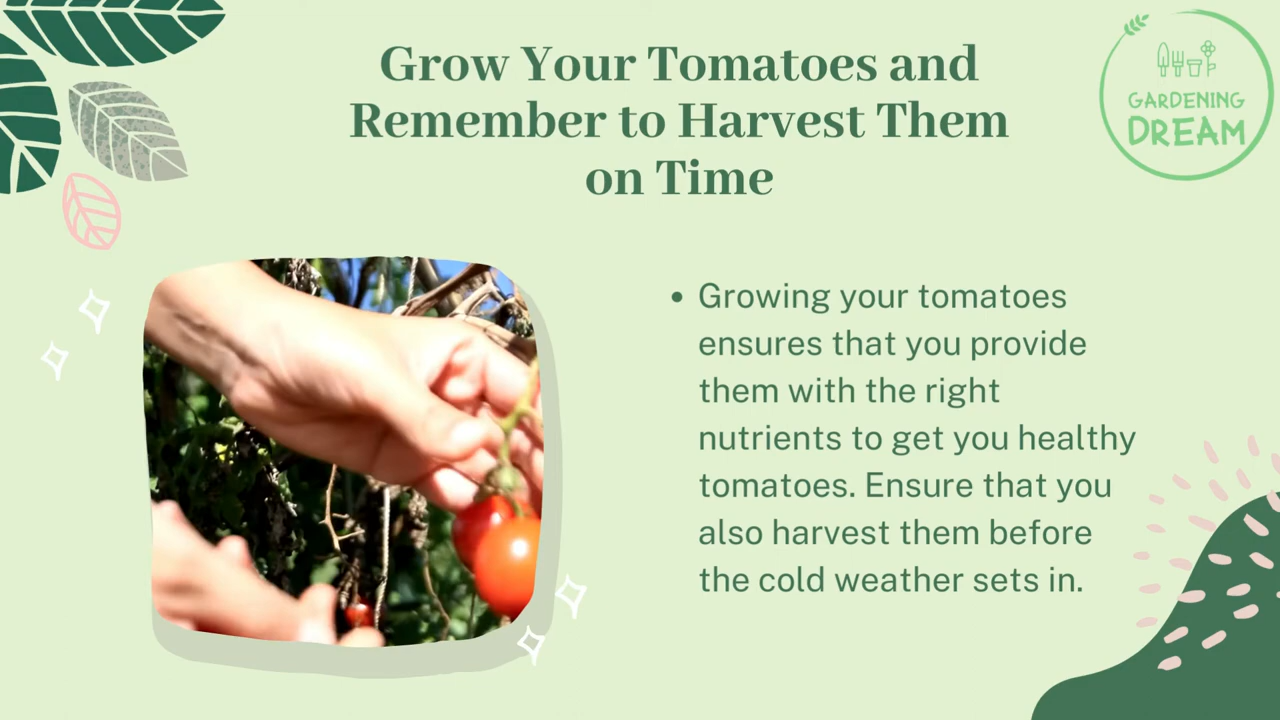 Grow Your Tomatoes and
Remember to Harvest Them
on Time
GARDENING
DREAM
• Growing your tomatoes
ensures that you provide
them with the right
nutrients to get you healthy
tomatoes. Ensure that you
also harvest them before
the cold weather sets in.